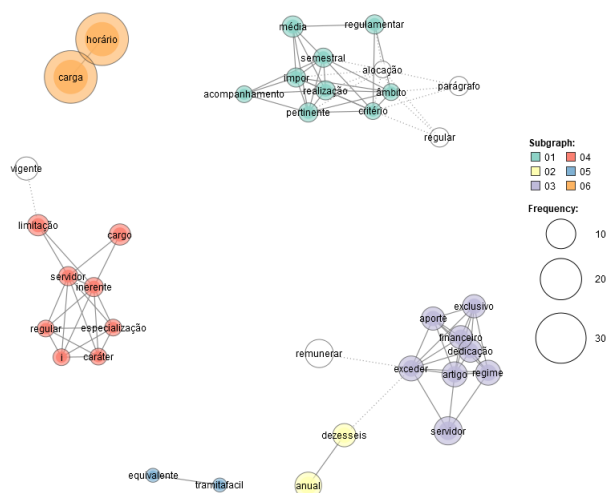 horário
carga
média
regulamentar
semestral
alocação
impor
parágrafo
acompanhamento
realização
âmbito
pertinente
critério
regular
Subgraph:
01 04
02 05
03 06
Frequency:
10
20
30
vigente
limitação
cargo
servidor
inerente
regular
especialização
i
caráter
exclusivo
aporte
financeiro
remunerar
dedicação
exceder
artigo
regime
dezesseis
servidor
equivalente
tramitafacil
anual